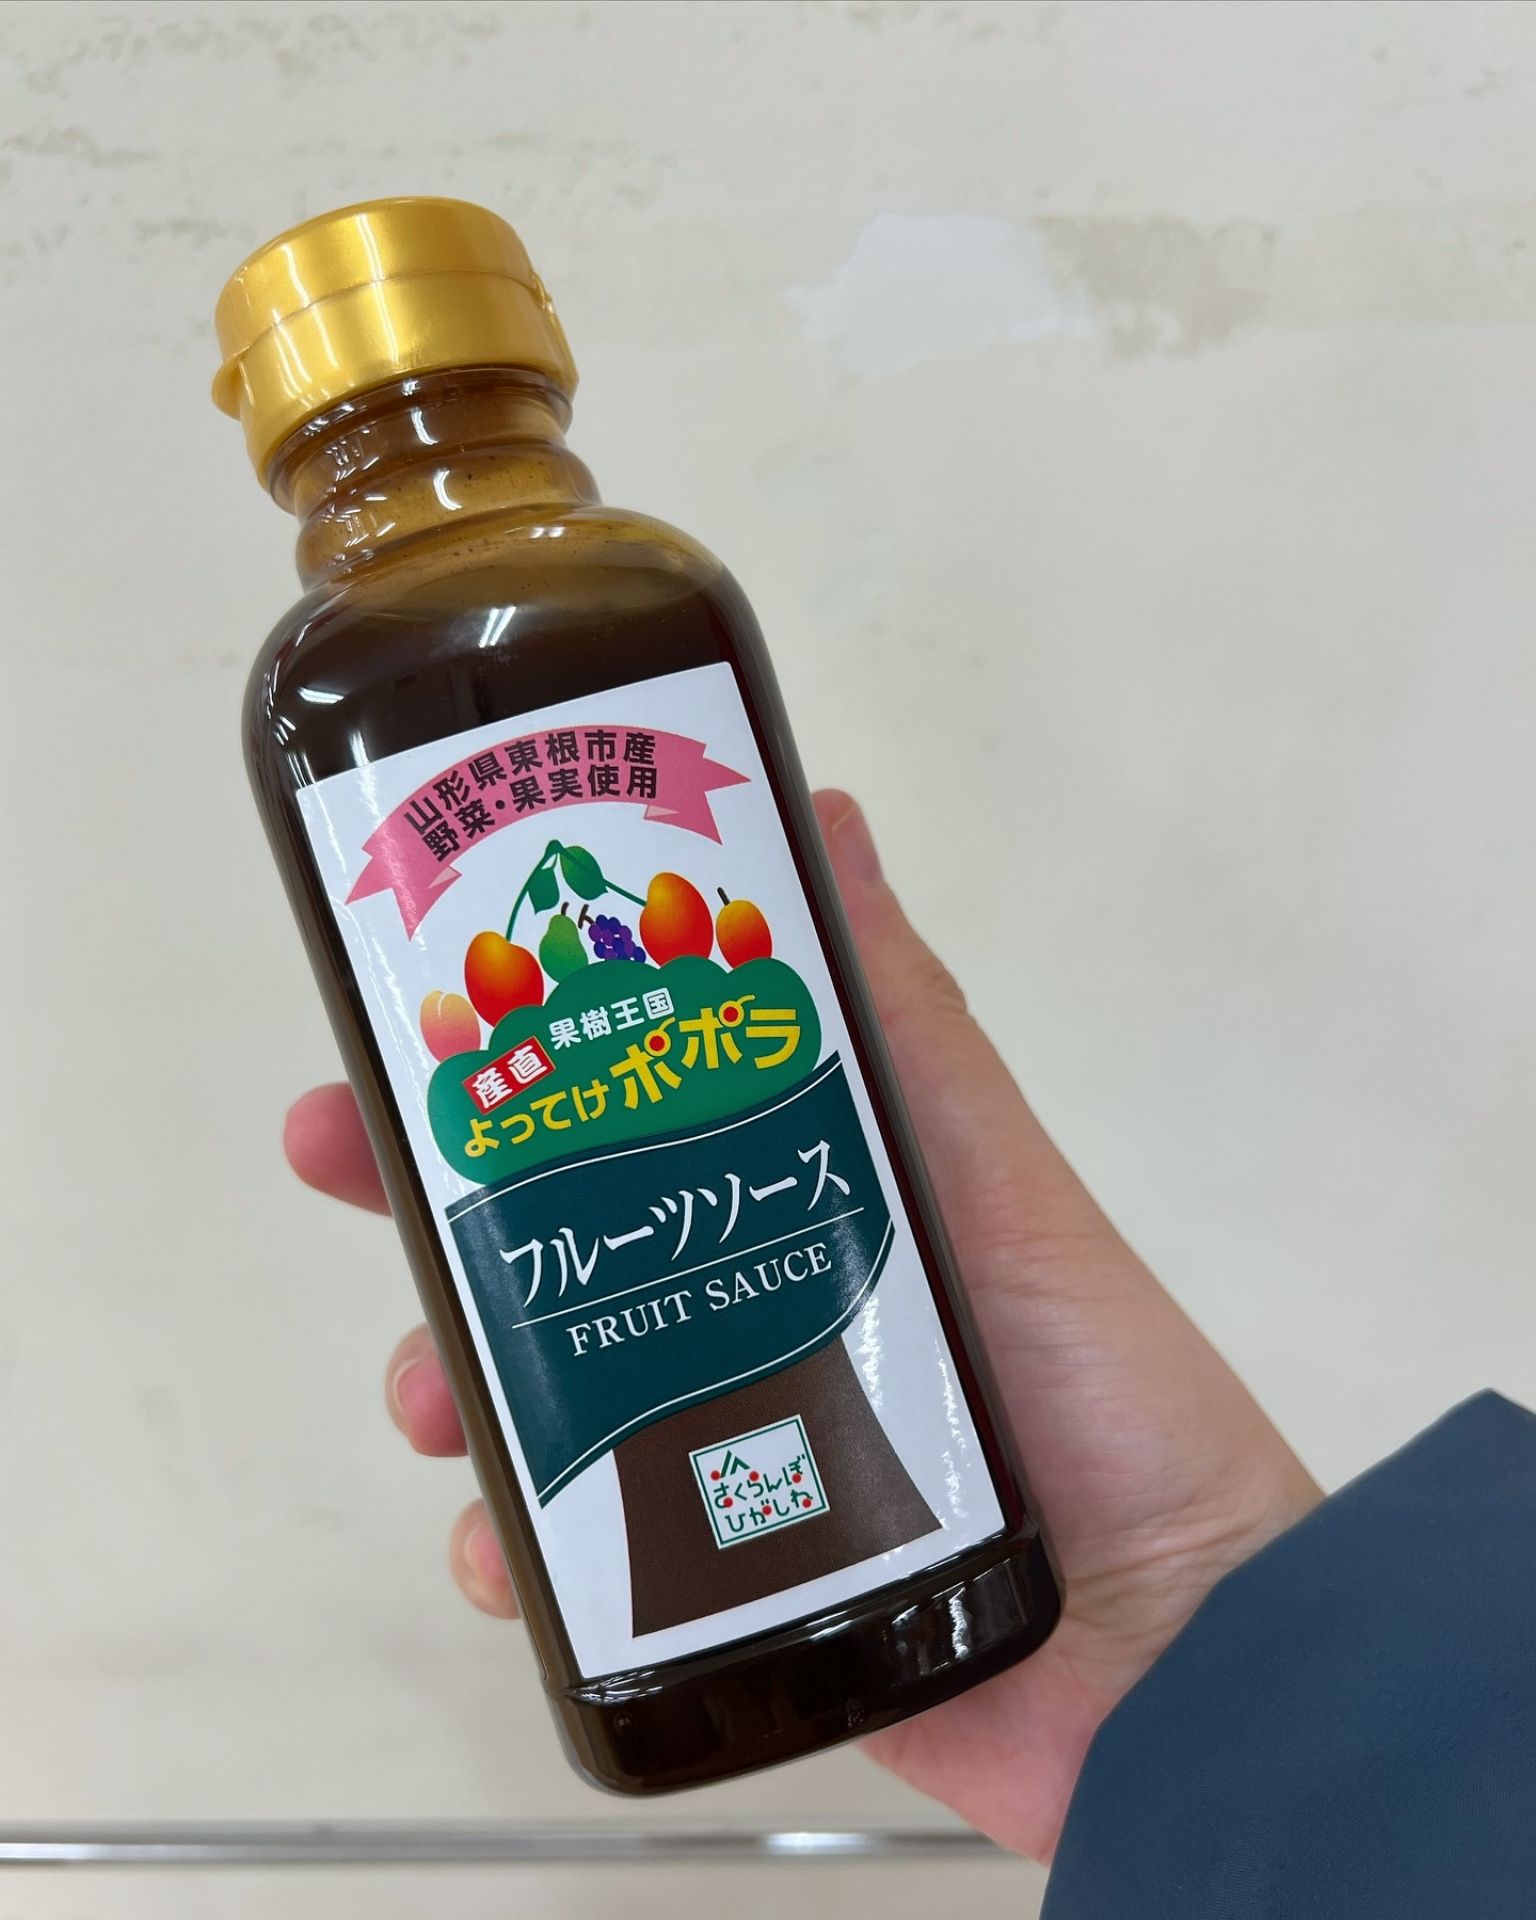 山形県東根市産
野菜・果実使用
果樹王国
産直
よってけポポラ
フルーツソース
FRUIT SAUCE
JA
さくらんぼ
ひがしね